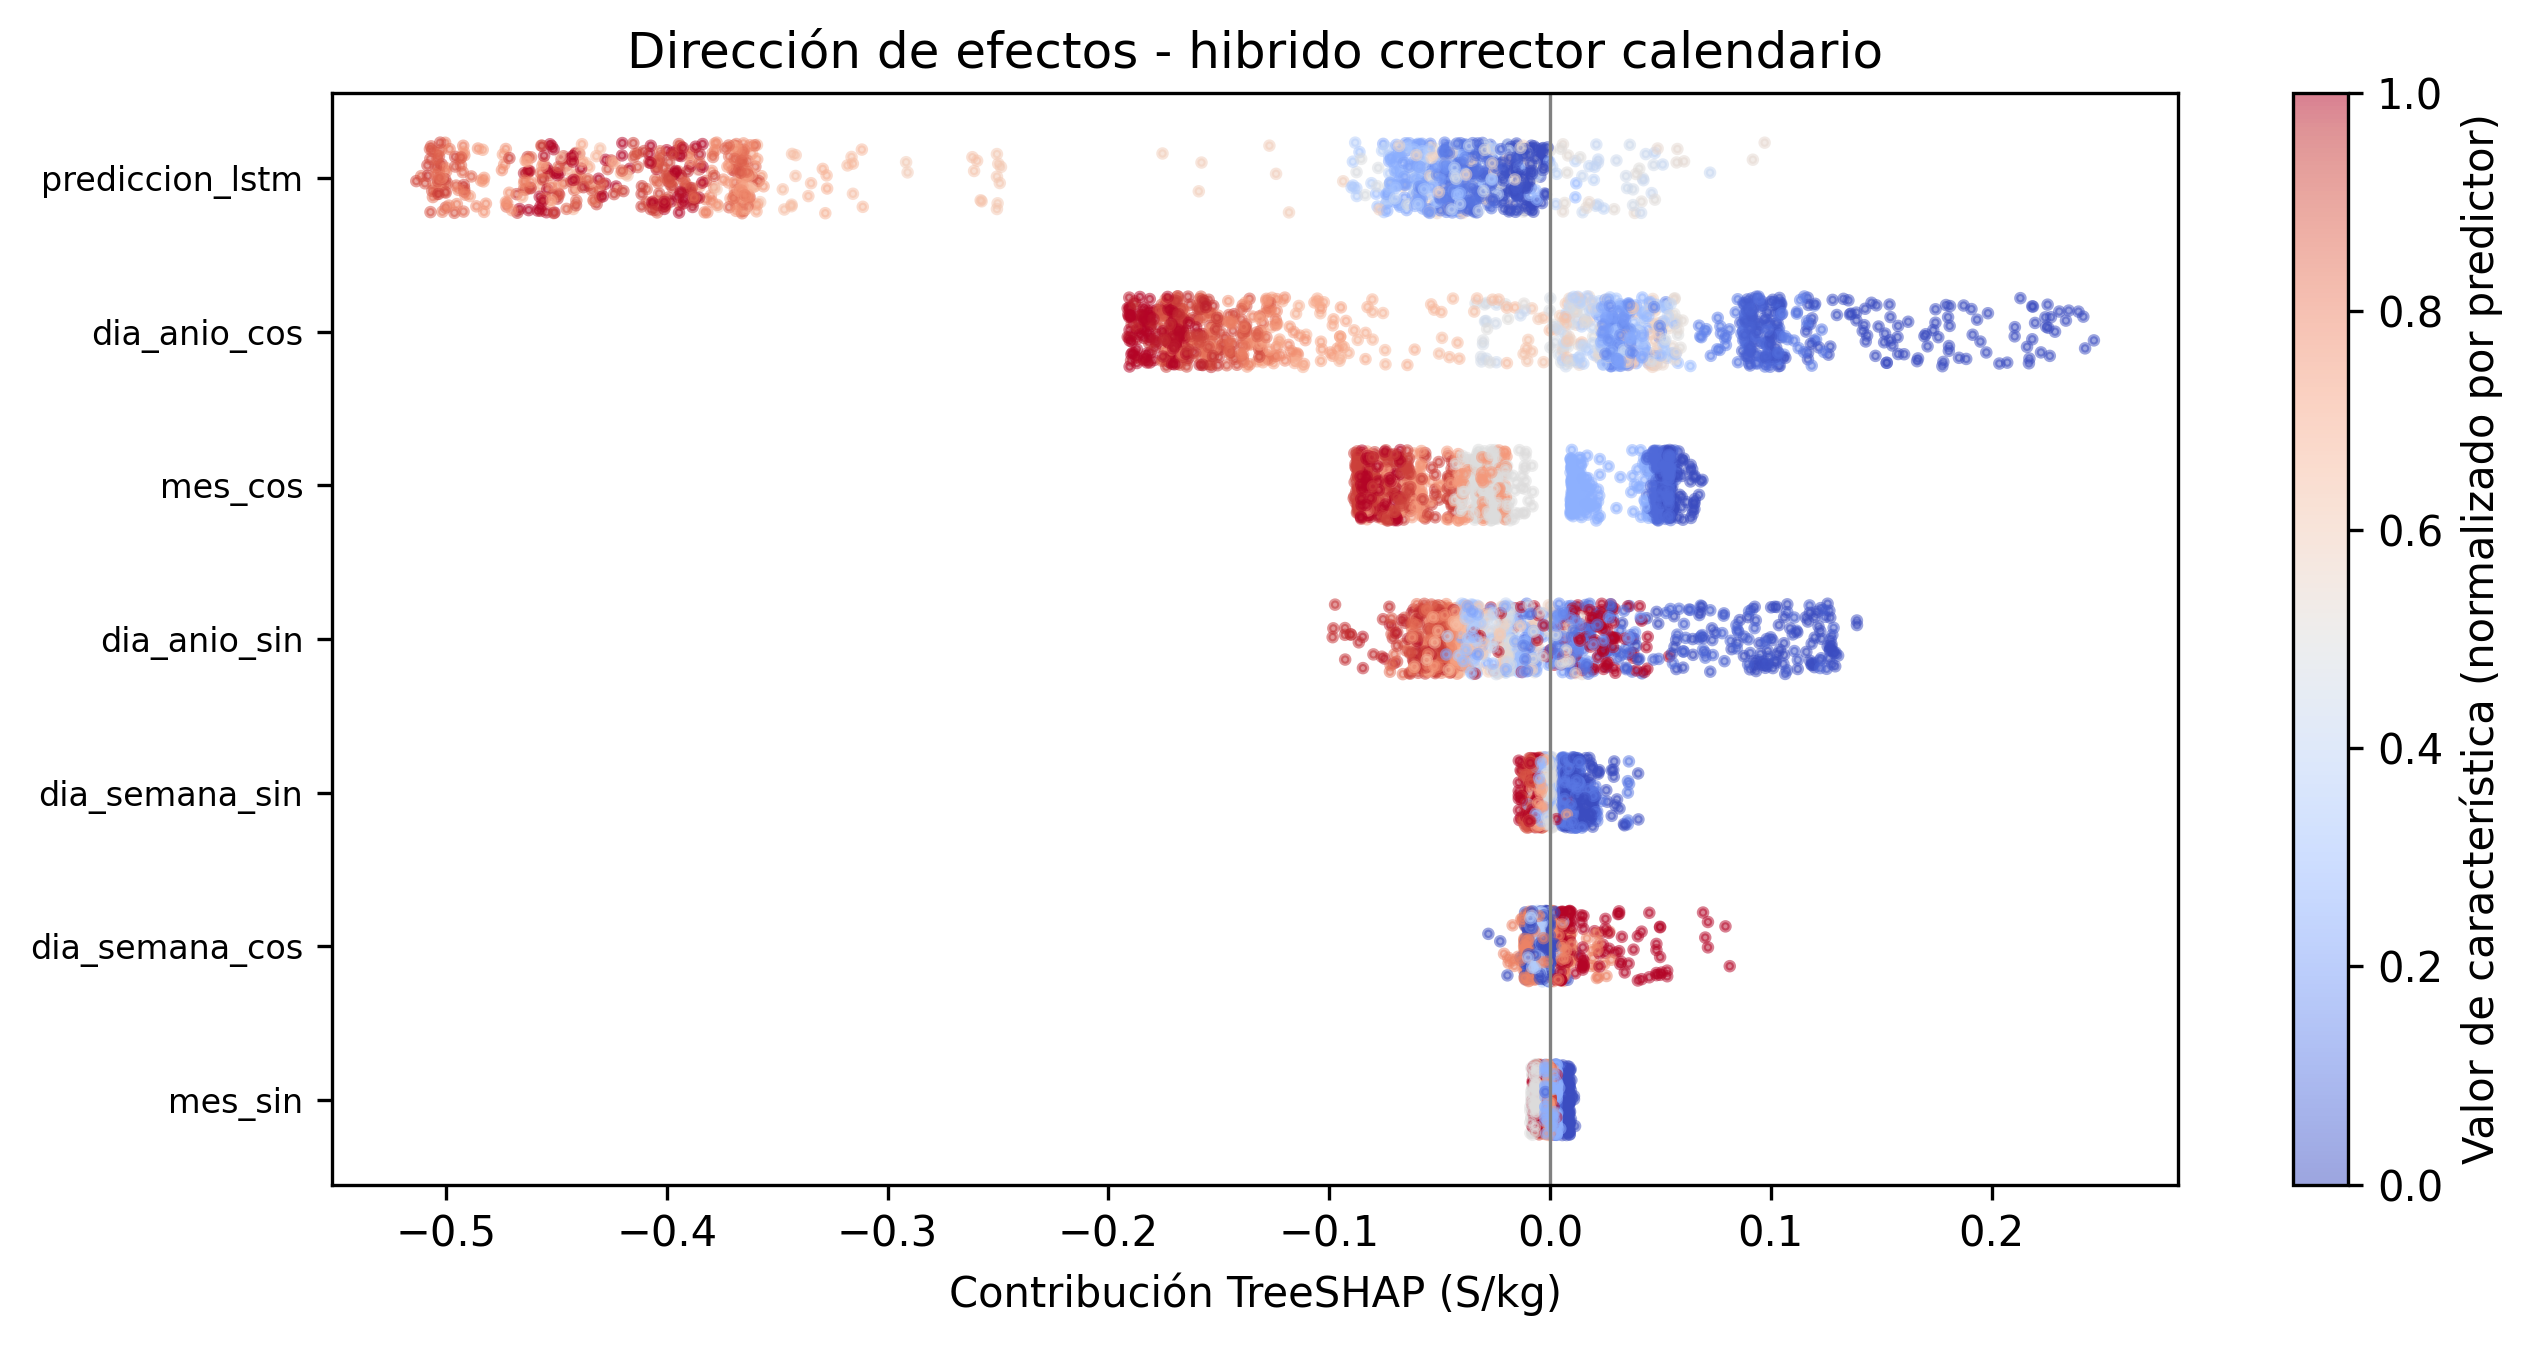 Dirección de efectos - hibrido corrector calendario
prediccion_lstm
dia_anio_cos
mes_cos
dia_anio_sin
dia_semana_sin
dia_semana_cos
mes_sin
−0.5 −0.4 −0.3 −0.2 −0.1 0.0 0.1 0.2
Contribución TreeSHAP (S/kg)
1.0
0.8
0.6
0.4
0.2
0.0
Valor de característica (normalizado por predictor)